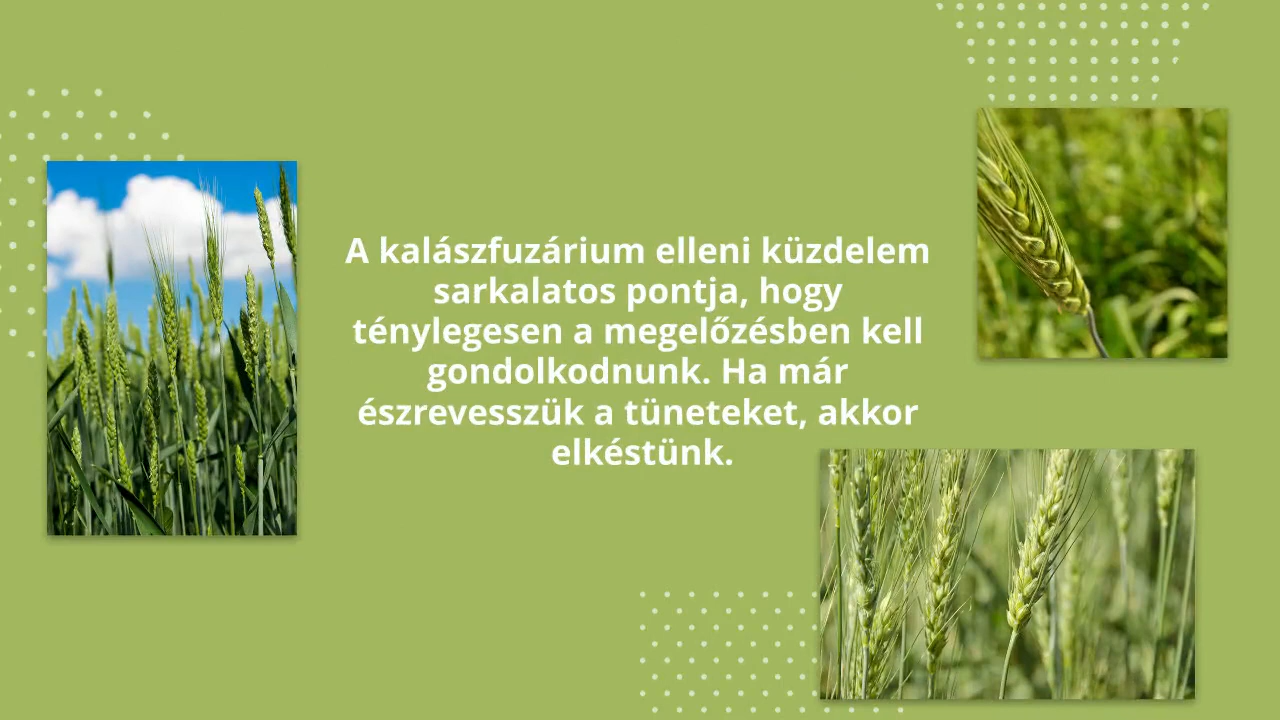 A kalászfuzárium elleni küzdelem
sarkalatos pontja, hogy
ténylegesen a megelőzésben kell
gondolkodnunk. Ha már
észrevesszük a tüneteket, akkor
elkéstünk.